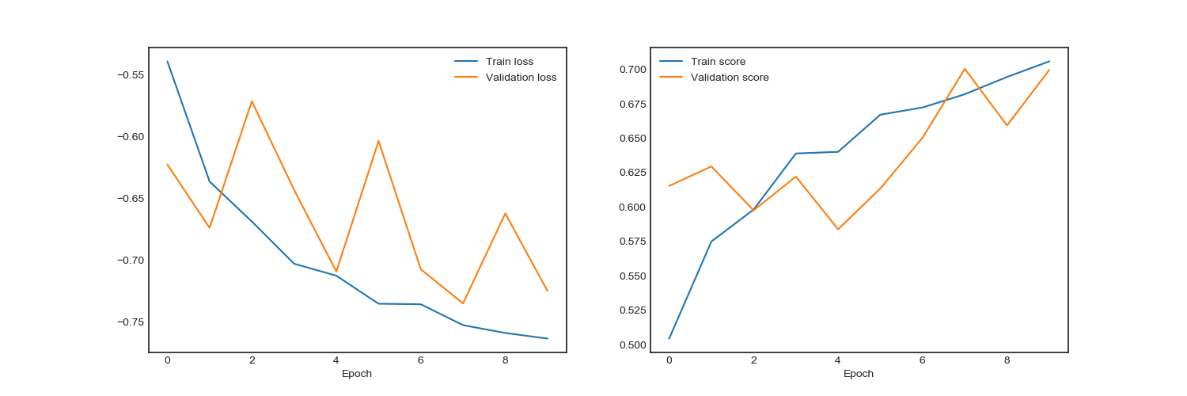 Train loss
Validation loss
−0.55
−0.60
−0.65
−0.70
−0.75
0 2 4 6 8
Epoch
Train score
Validation score
0.700
0.675
0.650
0.625
0.600
0.575
0.550
0.525
0.500
0 2 4 6 8
Epoch